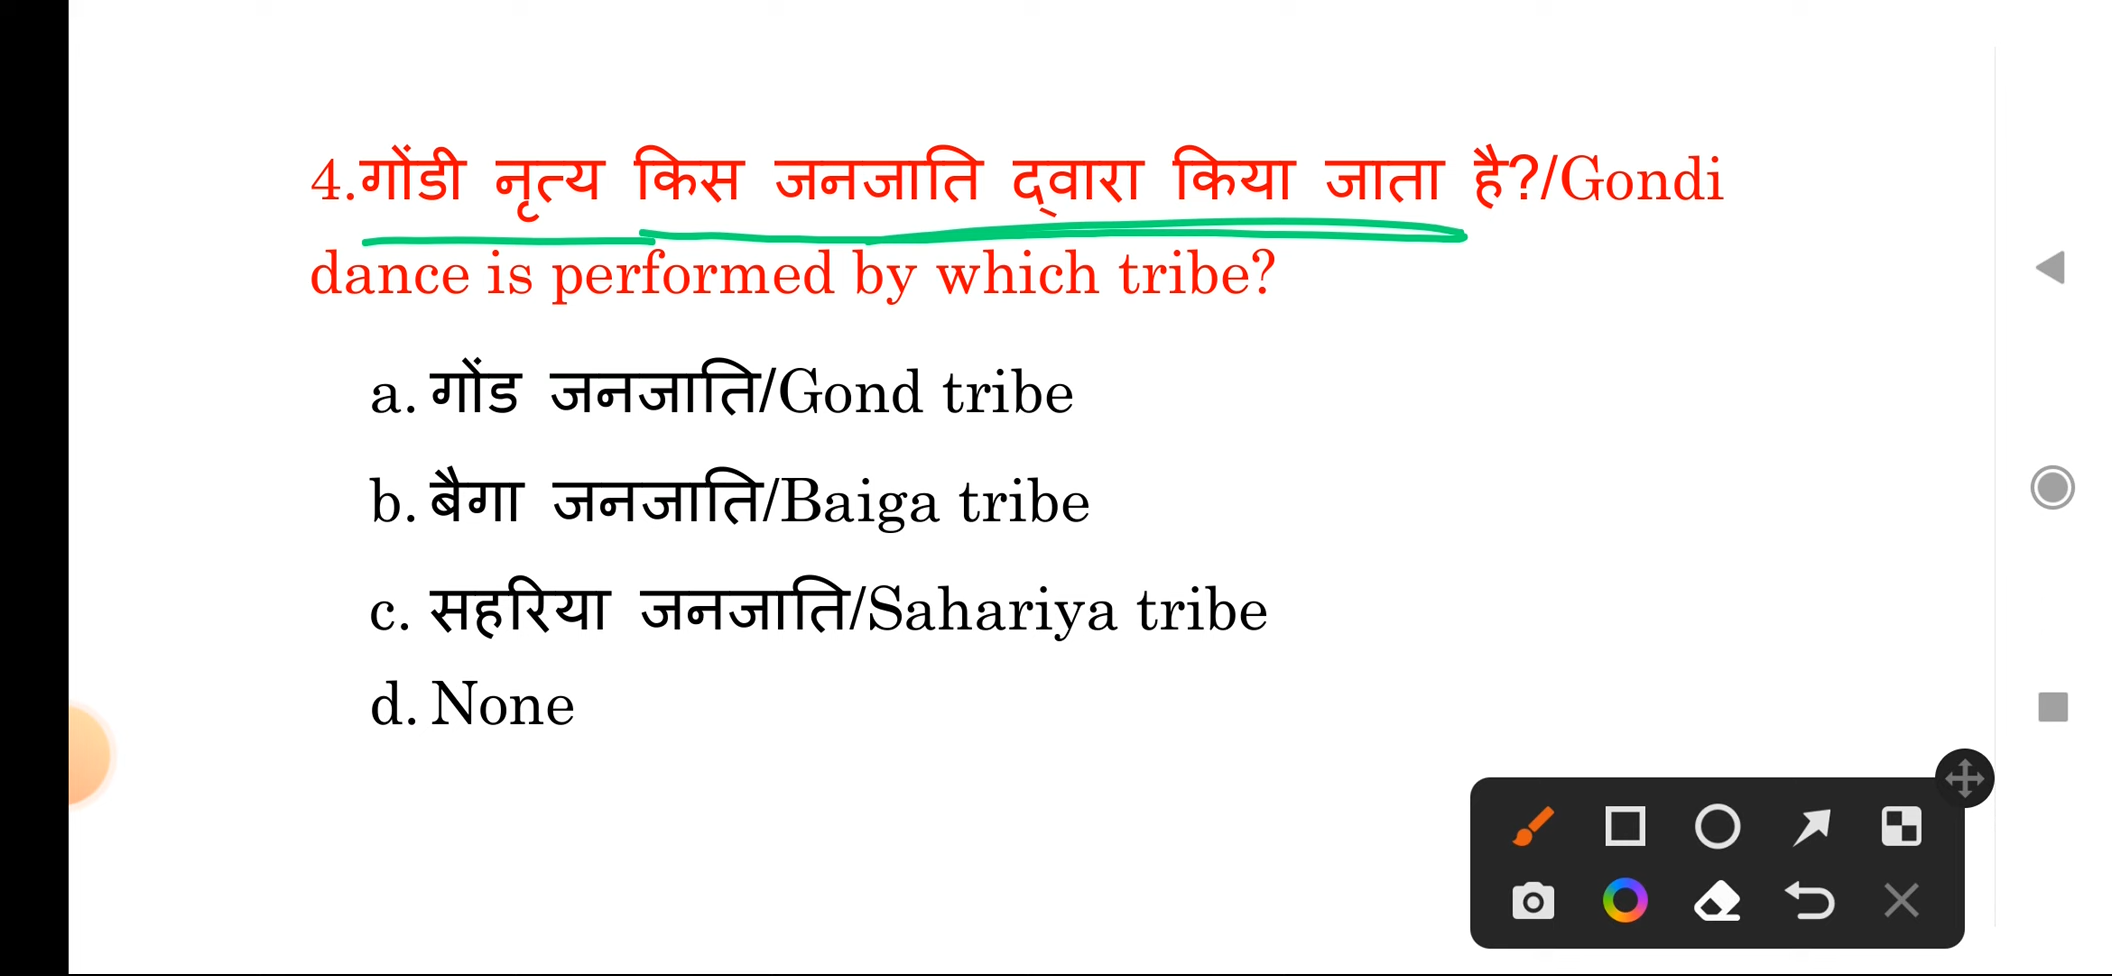 4.गोंडी नृत्य किस जनजाति द्वारा किया जाता है?/Gondi
dance is performed by which tribe?
a. गोंड जनजाति/Gond tribe
b. बैगा जनजाति/Baiga tribe
c. सहरिया जनजाति/Sahariya tribe
d. None